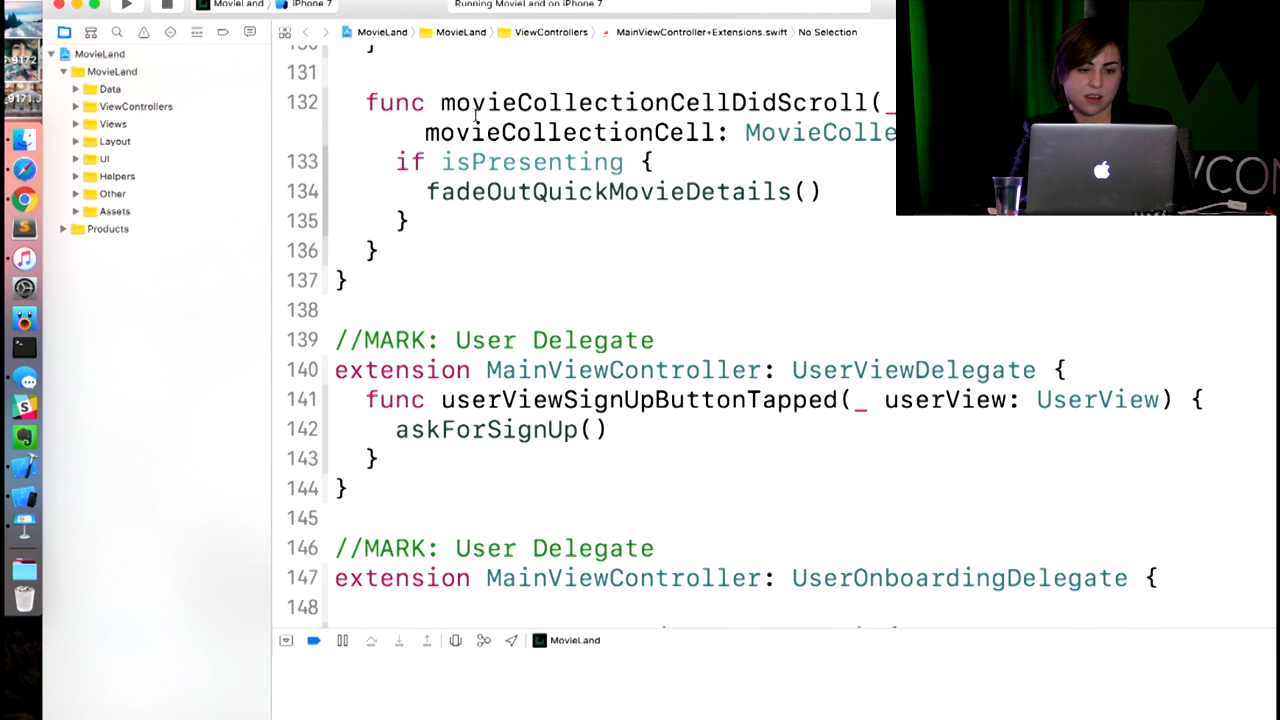 MovieLand
iPhone 7
Running MovieLand on iPhone 7
MovieLand
MovieLand
ViewControllers
MainViewController+Extensions.swift
No Selection
MovieLand
MovieLand
Data
ViewControllers
Views
Layout
UI
Helpers
Other
Assets
Products
9172
9171
131
132 func movieCollectionCellDidScroll(_
movieCollectionCell: MovieColle
133 if isPresenting {
134 fadeOutQuickMovieDetails()
135 }
136 }
137 }
138
139 //MARK: User Delegate
140 extension MainViewController: UserViewDelegate {
141 func userViewSignUpButtonTapped(_ userView: UserView) {
142 askForSignUp()
143 }
144 }
145
146 //MARK: User Delegate
147 extension MainViewController: UserOnboardingDelegate {
148
MovieLand
YCON